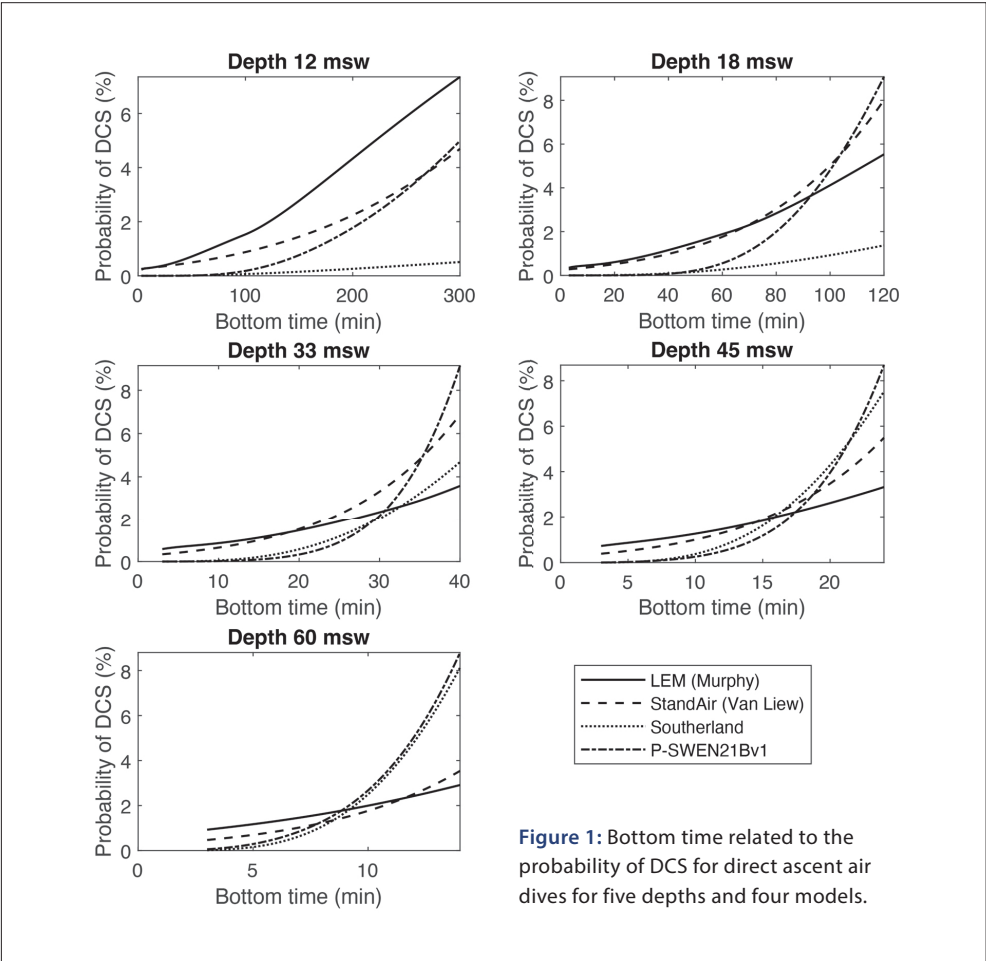 Depth 12 msw
Probability of DCS (%)
6
4
2
0
0 100 200 300
Bottom time (min)
Depth 18 msw
Probability of DCS (%)
8
6
4
2
0
0 20 40 60 80 100 120
Bottom time (min)
Depth 33 msw
Probability of DCS (%)
8
6
4
2
0
0 10 20 30 40
Bottom time (min)
Depth 45 msw
Probability of DCS (%)
8
6
4
2
0
0 5 10 15 20
Bottom time (min)
Depth 60 msw
Probability of DCS (%)
8
6
4
2
0
5 10
Bottom time (min)
LEM (Murphy)
StandAir (Van Liew)
Southerland
P-SWEN21Bv1
Figure 1: Bottom time related to the
probability of DCS for direct ascent air
dives for five depths and four models.